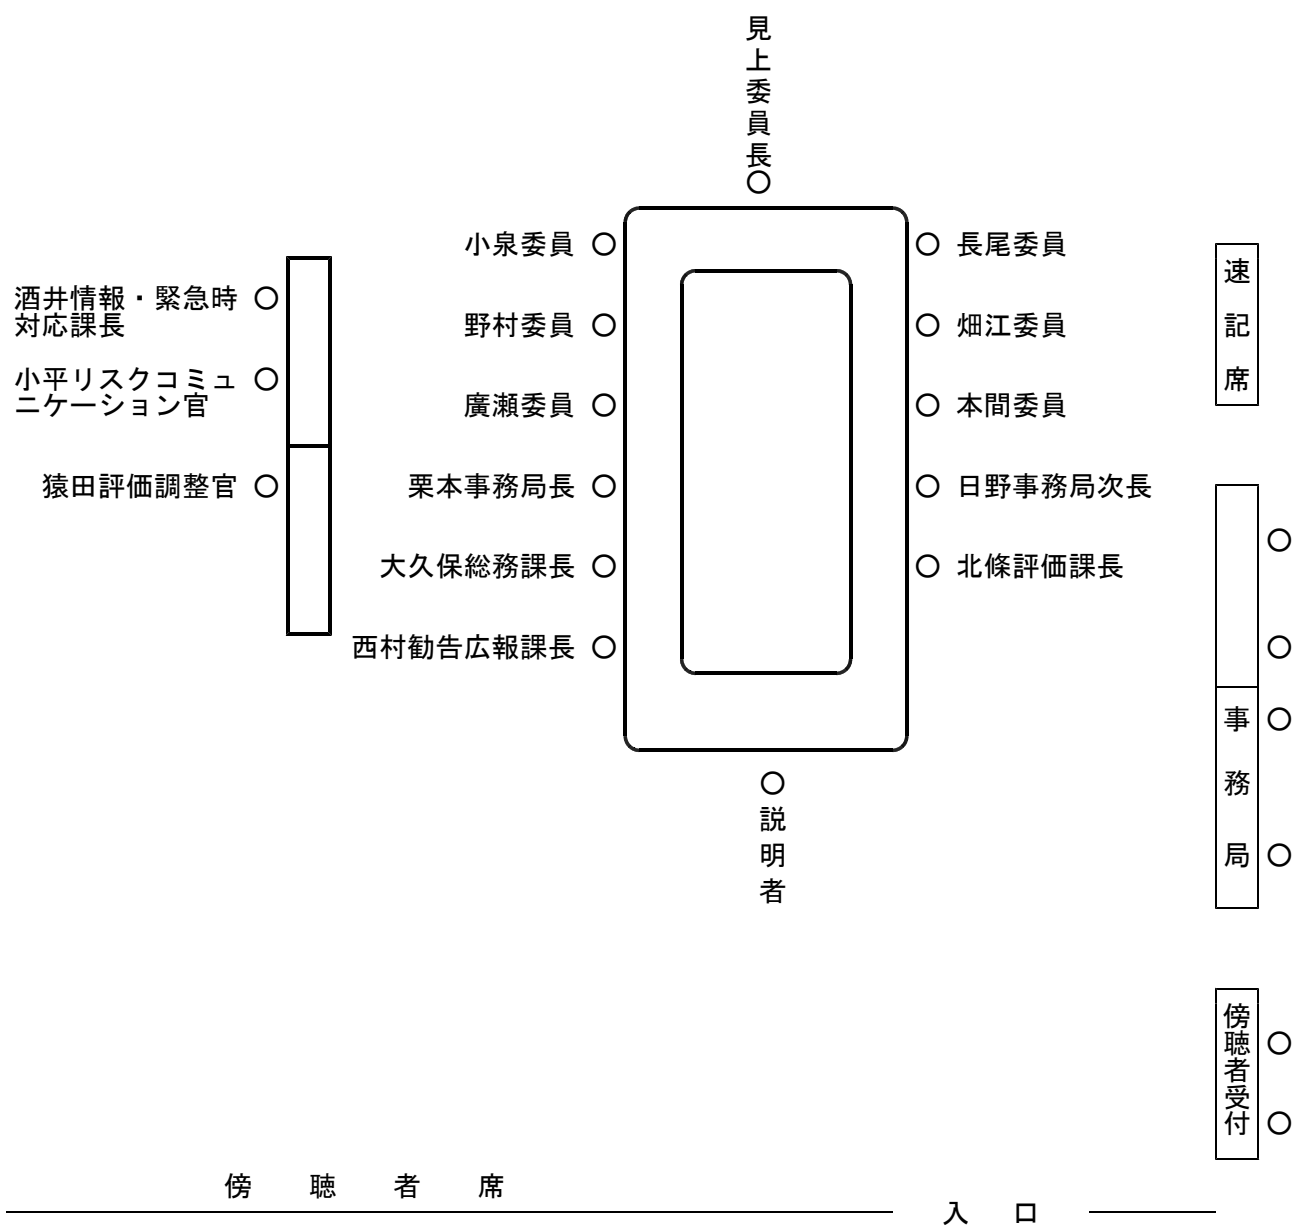 見上委員長
○
小泉委員 ○
○ 長尾委員
野村委員 ○
○ 畑江委員
廣瀬委員 ○
○ 本間委員
栗本事務局長 ○
○ 日野事務局次長
大久保総務課長 ○
○ 北條評価課長
西村勧告広報課長 ○
酒井情報・緊急時 ○
対応課長
小平リスクコミュ ○
ニケーション官
猿田評価調整官 ○
○
説明者
速記席
○
○
事務局
○
○
傍聴者受付
○
○
傍聴者席
入口